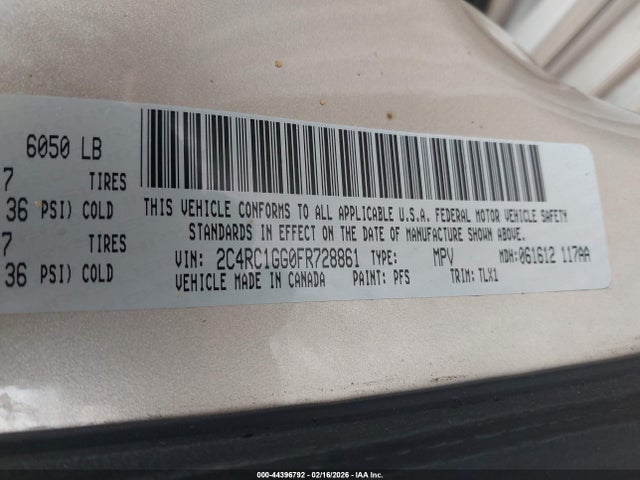 6050 LB
7 TIRES
36 PSI) COLD
7 TIRES
36 PSI) COLD
THIS VEHICLE CONFORMS TO ALL APPLICABLE U.S.A. FEDERAL MOTOR VEHICLE SAFETY
STANDARDS IN EFFECT ON THE DATE OF MANUFACTURE SHOWN ABOVE.
VIN: 2C4RC1GG0FR728861 TYPE: MPV MDH: 061612 117AA
VEHICLE MADE IN CANADA PAINT: PFS TRIM: TLX1
000-44396792 - 02/16/2026 - IAA Inc.